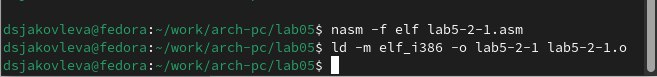 dsjakovleva@fedora:~/work/arch-pc/lab05$ nasm -f elf lab5-2-1.asm
dsjakovleva@fedora:~/work/arch-pc/lab05$ ld -m elf_i386 -o lab5-2-1 lab5-2-1.o
dsjakovleva@fedora:~/work/arch-pc/lab05$